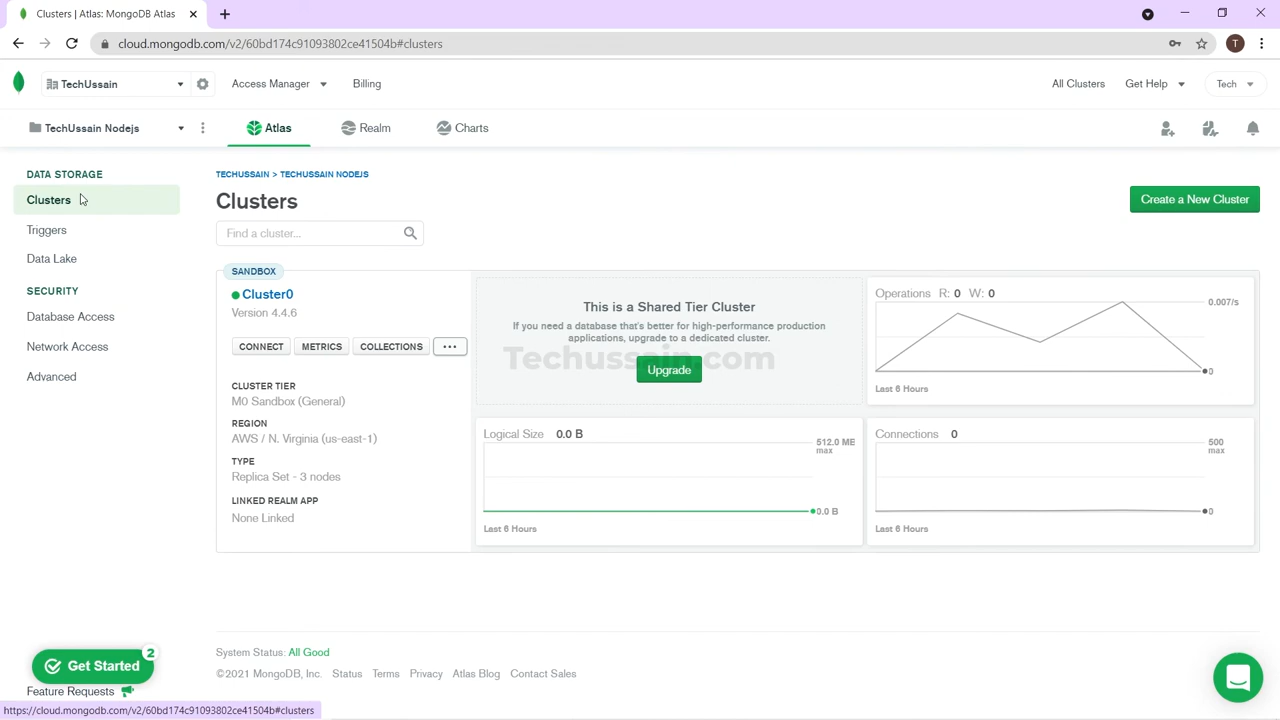 Clusters | Atlas: MongoDB Atlas
cloud.mongodb.com/v2/60bd174c91093802ce41504b#clusters
T
TechUssain
Access Manager
Billing
All Clusters
Get Help
Tech
TechUssain Nodejs
Atlas
Realm
Charts
DATA STORAGE
Clusters
Triggers
Data Lake
SECURITY
Database Access
Network Access
Advanced
TECHUSSAIN > TECHUSSAIN NODEJS
Clusters
Create a New Cluster
Find a cluster...
SANDBOX
Cluster0
Version 4.4.6
CONNECT
METRICS
COLLECTIONS
...
CLUSTER TIER
M0 Sandbox (General)
REGION
AWS / N. Virginia (us-east-1)
TYPE
Replica Set - 3 nodes
LINKED REALM APP
None Linked
This is a Shared Tier Cluster
If you need a database that's better for high-performance production
applications, upgrade to a dedicated cluster.
Techussain.com
Upgrade
Operations R: 0 W: 0
0.007/s
0
Last 6 Hours
Logical Size 0.0 B
512.0 MB
max
0.0 B
Last 6 Hours
Connections 0
500
max
0
Last 6 Hours
System Status: All Good
©2021 MongoDB, Inc. Status Terms Privacy Atlas Blog Contact Sales
Get Started
2
Feature Requests
https://cloud.mongodb.com/v2/60bd174c91093802ce41504b#clusters